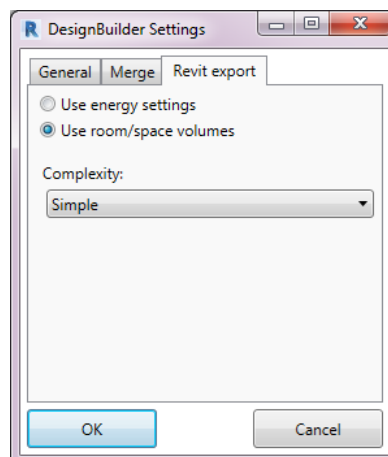 DesignBuilder Settings
General Merge Revit export
Use energy settings
Use room/space volumes
Complexity:
Simple
OK Cancel